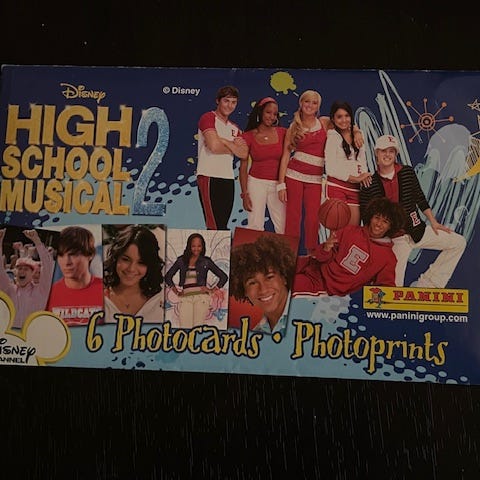 Disney
© Disney
HIGH
SCHOOL
MUSICAL 2
E
E
E
E
E
WILDCATS
PANINI
www.paninigroup.com
6 Photocards · Photoprints
DISNEY
CHANNEL